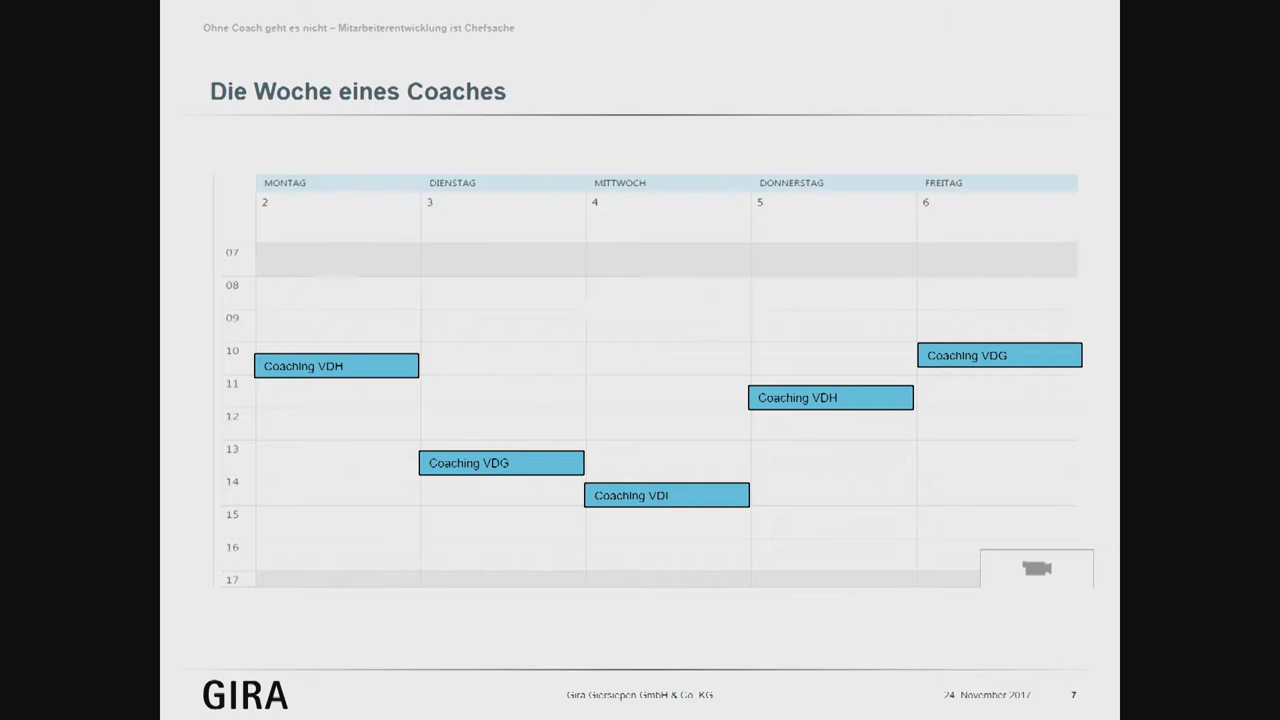 Ohne Coach geht es nicht – Mitarbeiterentwicklung ist Chefsache
Die Woche eines Coaches
MONTAG DIENSTAG MITTWOCH DONNERSTAG FREITAG
2 3 4 5 6
07
08
09
10
Coaching VDG
Coaching VDH
11
Coaching VDH
12
13
Coaching VDG
14
Coaching VDI
15
16
17
GIRA Gira Giersiepen GmbH & Co. KG 24. November 2017 7